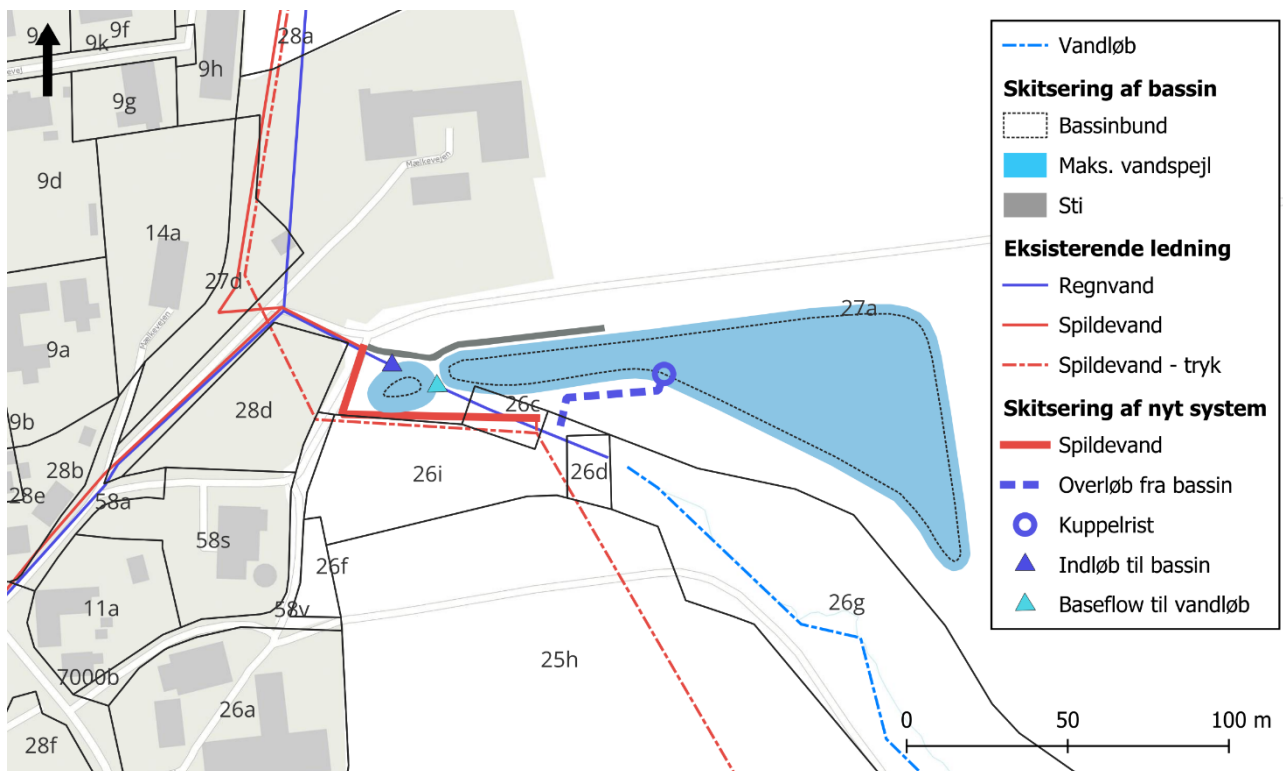 9f
9k
28a
9h
9g
9d
Mælkevejen
14a
27d
27a
9a
Mælkevejen
26c
28d
9b
28b
26i
26d
28e
58a
58s
26f
11a
58v
26g
7000b
25h
26a
28f
Vandløb
Skitsering af bassin
Bassinbund
Maks. vandspejl
Sti
Eksisterende ledning
Regnvand
Spildevand
Spildevand - tryk
Skitsering af nyt system
Spildevand
Overløb fra bassin
Kuppelrist
Indløb til bassin
Baseflow til vandløb
0 50 100 m